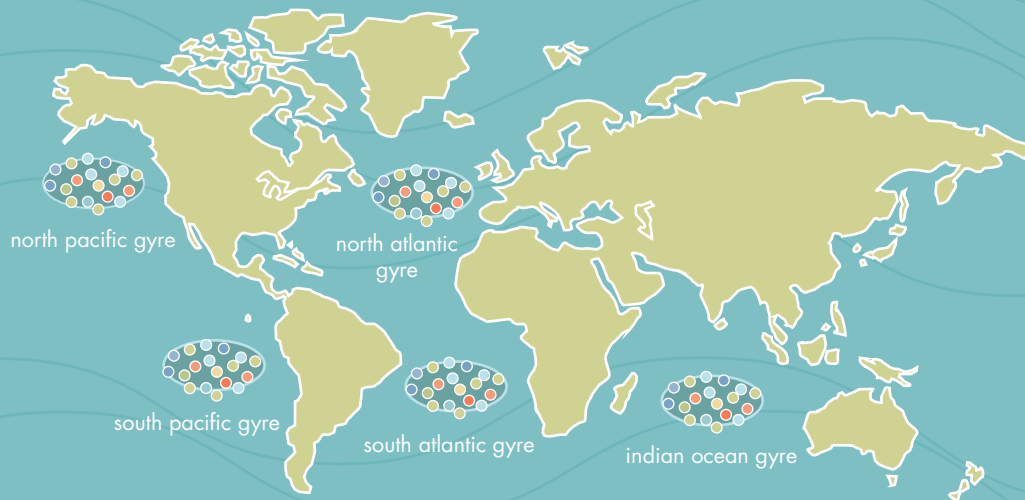 north pacific gyre
north atlantic
gyre
south pacific gyre
south atlantic gyre
indian ocean gyre